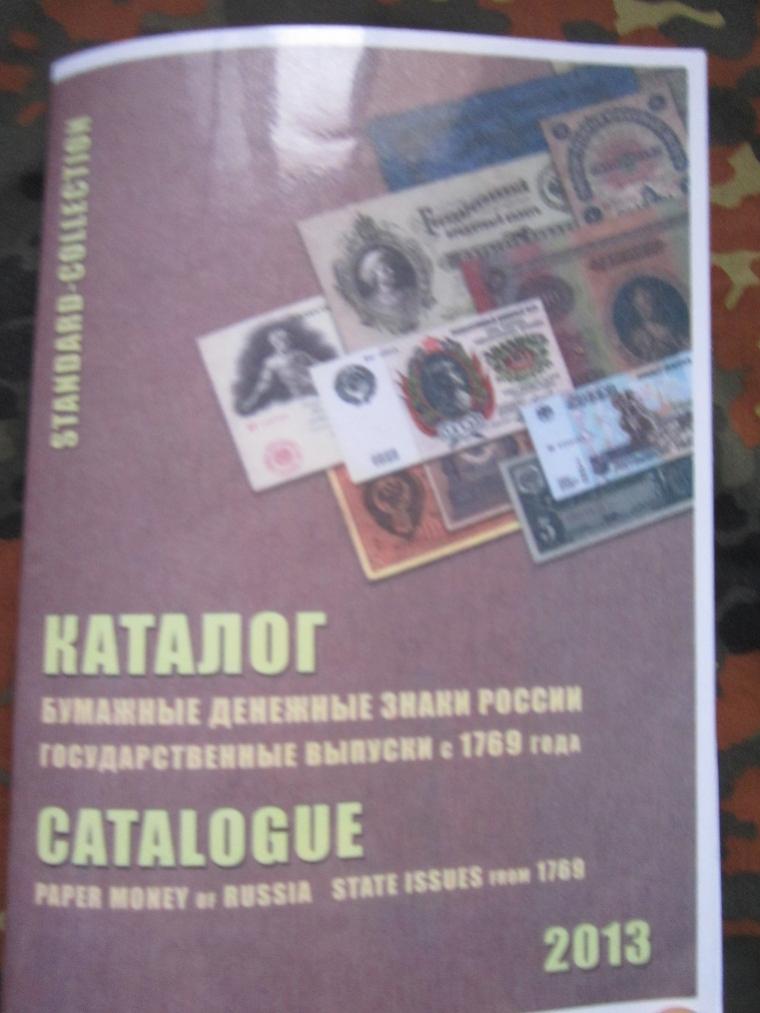 STANDARD-COLLECTION
Государственный
КАТАЛОГ
БУМАЖНЫЕ ДЕНЕЖНЫЕ ЗНАКИ РОССИИ
ГОСУДАРСТВЕННЫЕ ВЫПУСКИ с 1769 года
CATALOGUE
PAPER MONEY OF RUSSIA STATE ISSUES FROM 1769
2013